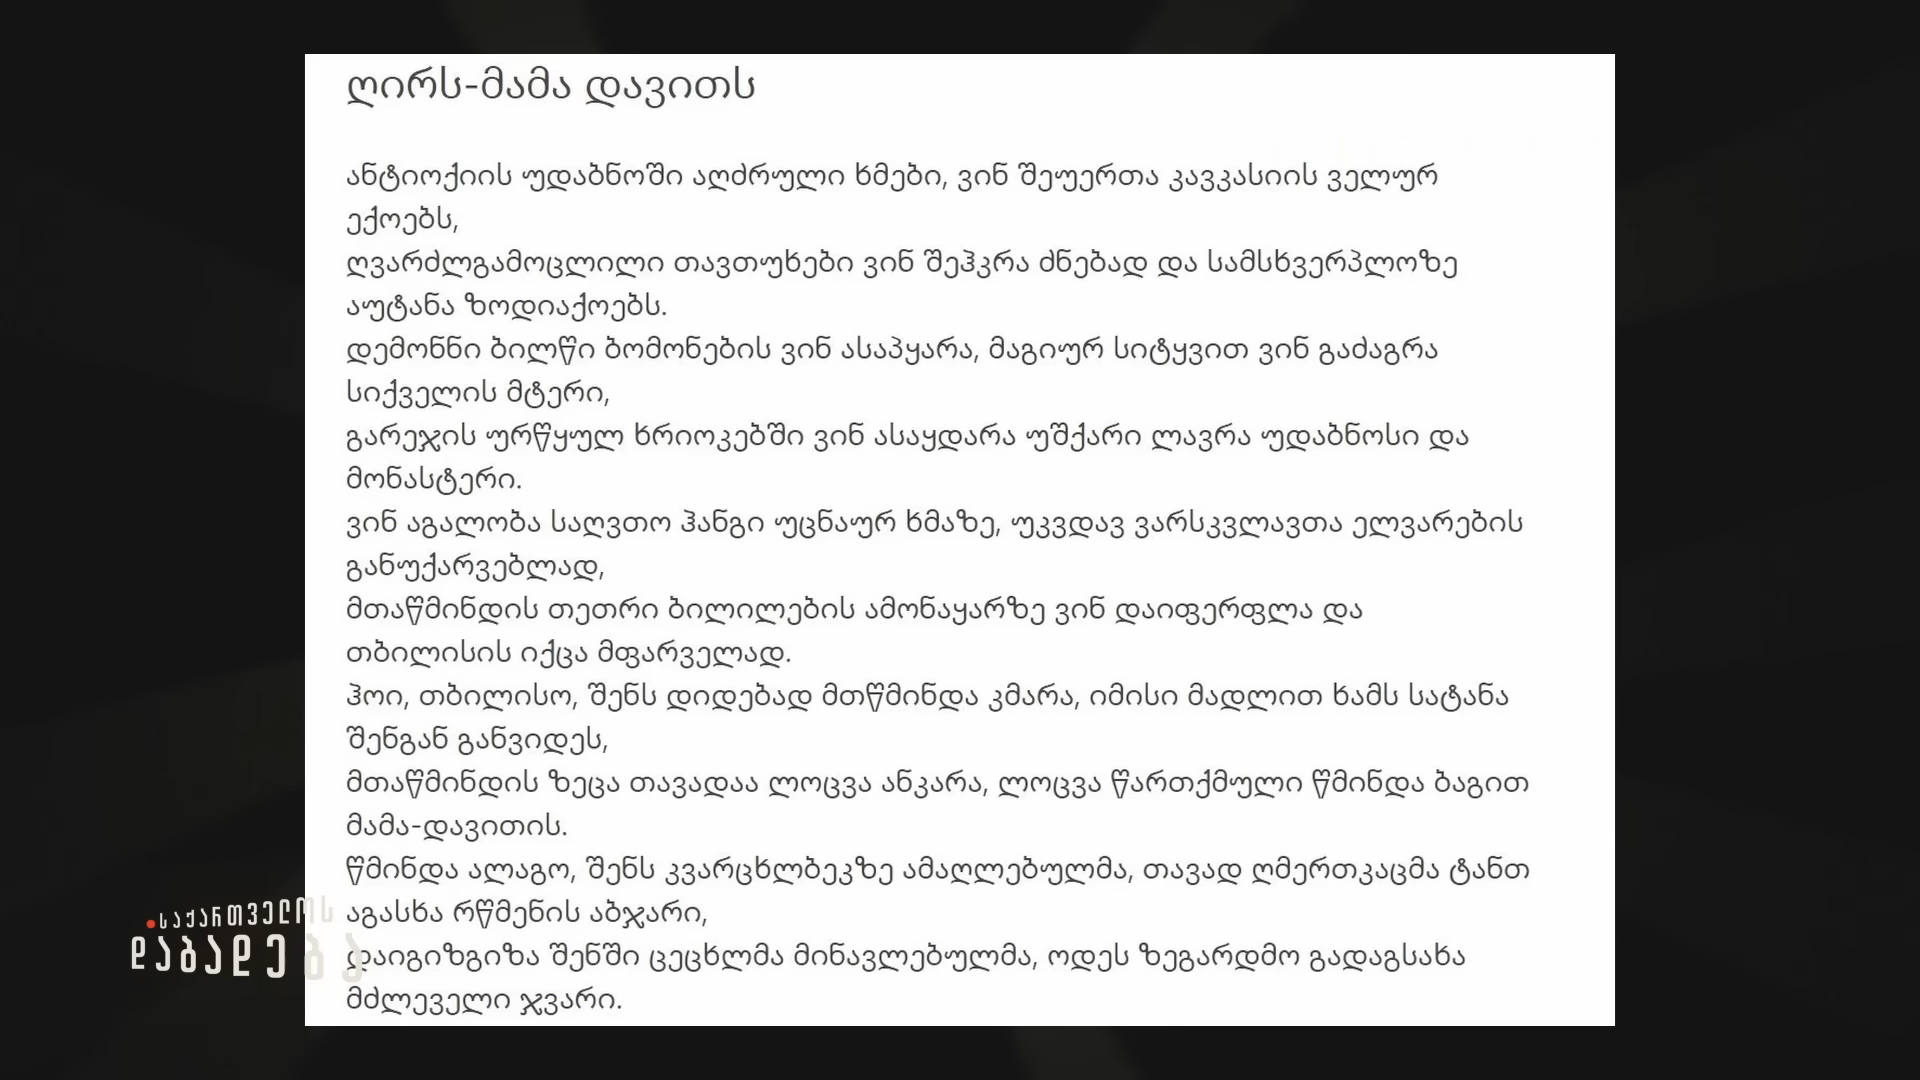 ღირს-მამა დავითს
ანტიოქიის უდაბნოში აღძრული ხმები, ვინ შეუერთა კავკასიის ველურ
ექოებს,
ღვარძლგამოცლილი თავთუხები ვინ შეჰკრა ძნებად და სამსხვერპლოზე
აუტანა ზოდიაქოებს.
დემონნი ბილწი ბომონების ვინ ასაპყარა, მაგიურ სიტყვით ვინ გაძაგრა
სიქველის მტერი,
გარეჯის ურწყულ ხრიოკებში ვინ ასაყდარა უშქარი ლავრა უდაბნოსი და
მონასტერი.
ვინ აგალობა საღვთო ჰანგი უცნაურ ხმაზე, უკვდავ ვარსკვლავთა ელვარების
განუქარვებლად,
მთაწმინდის თეთრი ბილილების ამონაყარზე ვინ დაიფერფლა და
თბილისის იქცა მფარველად.
ჰოი, თბილისო, შენს დიდებად მთწმინდა კმარა, იმისი მადლით ხამს სატანა
შენგან განვიდეს,
მთაწმინდის ზეცა თავადაა ლოცვა ანკარა, ლოცვა წართქმული წმინდა ბაგით
მამა-დავითის.
წმინდა ალაგო, შენს კვარცხლბეკზე ამაღლებულმა, თავად ღმერთკაცმა ტანთ
აგასხა რწმენის აბჯარი,
დაიგიზგიზა შენში ცეცხლმა მინავლებულმა, ოდეს ზეგარდმო გადაგსახა
მძლეველი ჯვარი.
საქართველოს
დაბადება